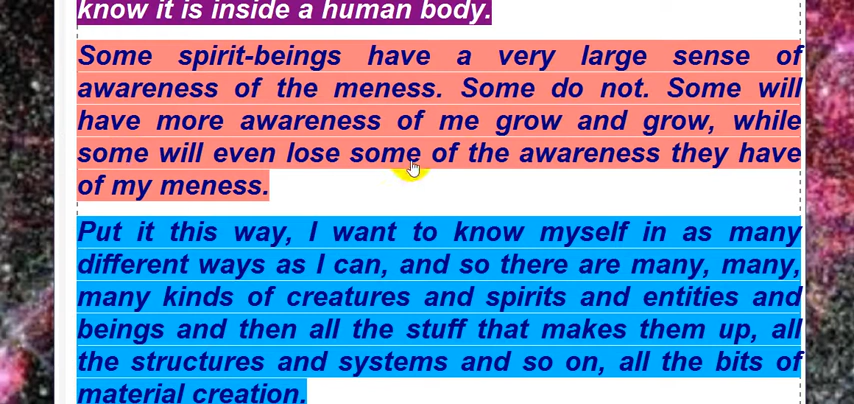 know it is inside a human body.
Some spirit-beings have a very large sense of
awareness of the meness. Some do not. Some will
have more awareness of me grow and grow, while
some will even lose some of the awareness they have
of my meness.
Put it this way, I want to know myself in as many
different ways as I can, and so there are many, many,
many kinds of creatures and spirits and entities and
beings and then all the stuff that makes them up, all
the structures and systems and so on, all the bits of
material creation.